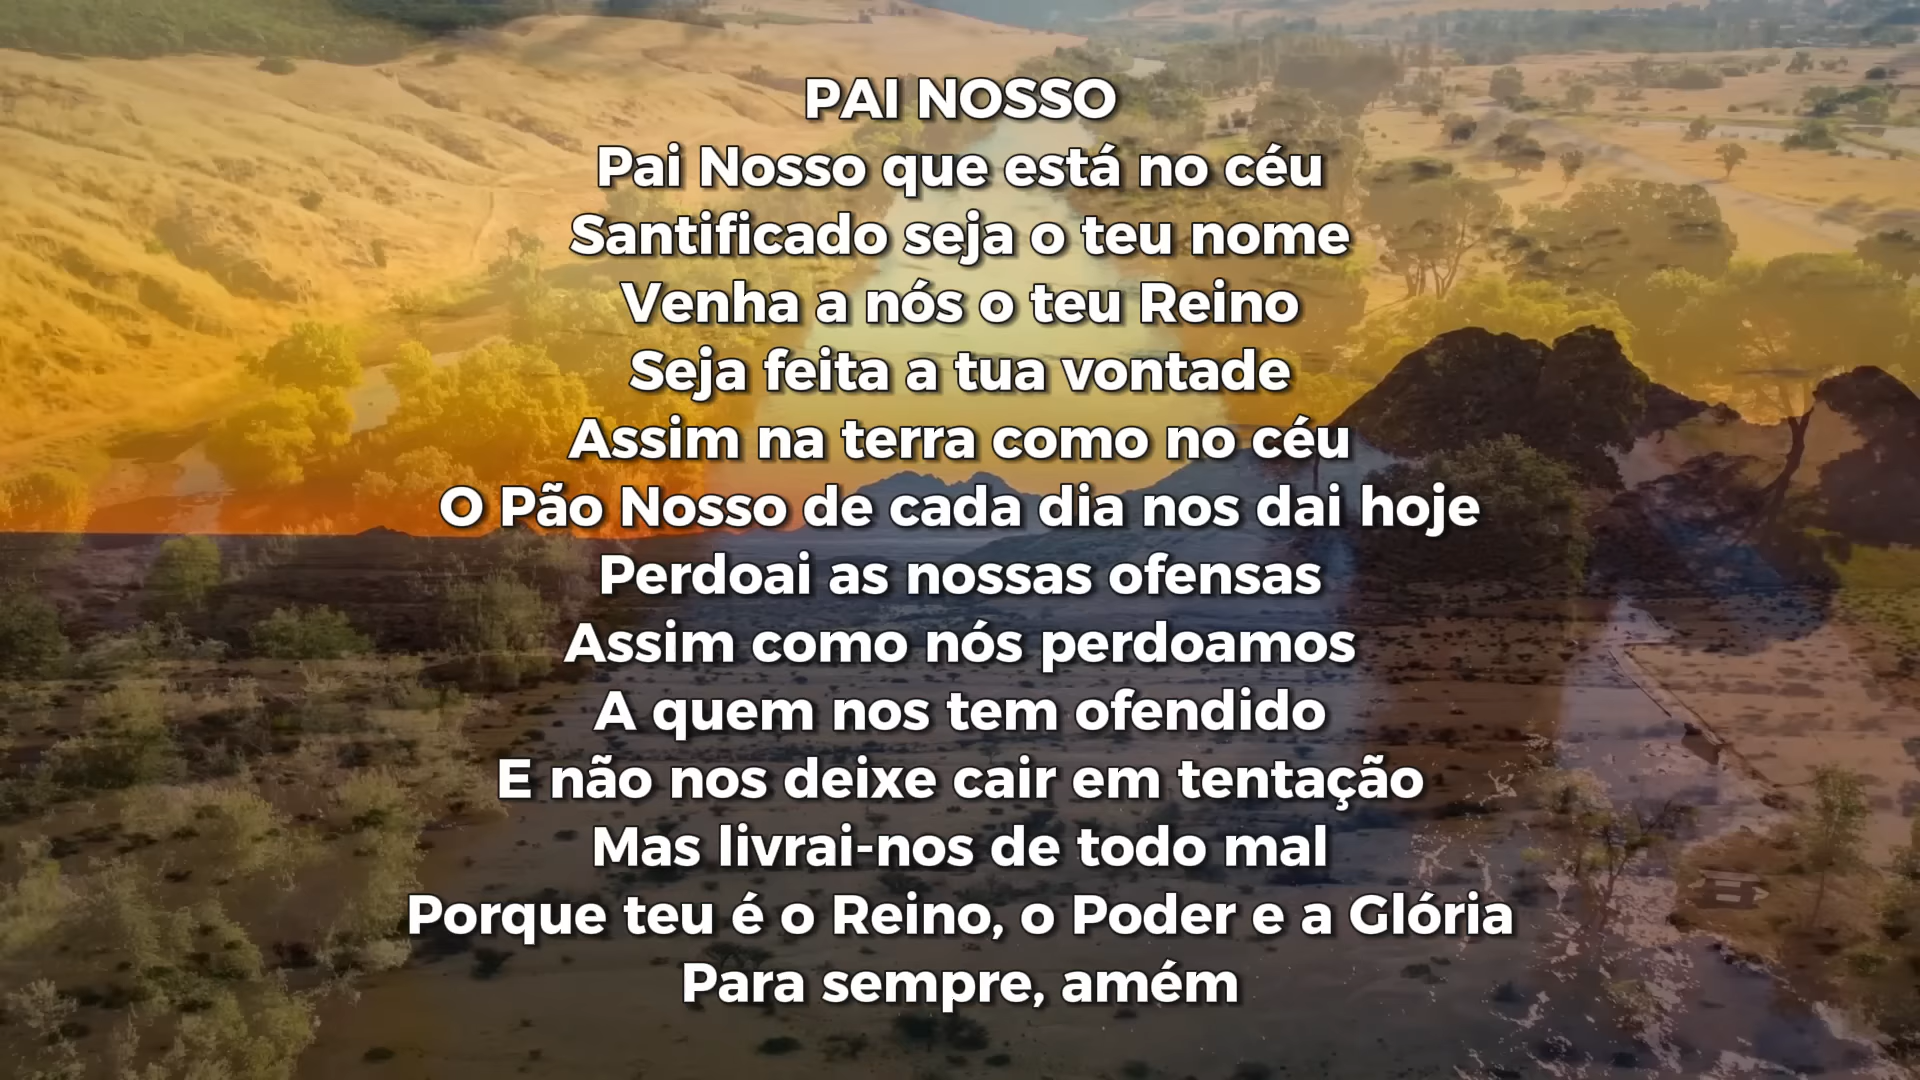 PAI NOSSO
Pai Nosso que está no céu
Santificado seja o teu nome
Venha a nós o teu Reino
Seja feita a tua vontade
Assim na terra como no céu
O Pão Nosso de cada dia nos dai hoje
Perdoai as nossas ofensas
Assim como nós perdoamos
A quem nos tem ofendido
E não nos deixe cair em tentação
Mas livrai-nos de todo mal
Porque teu é o Reino, o Poder e a Glória
Para sempre, amém